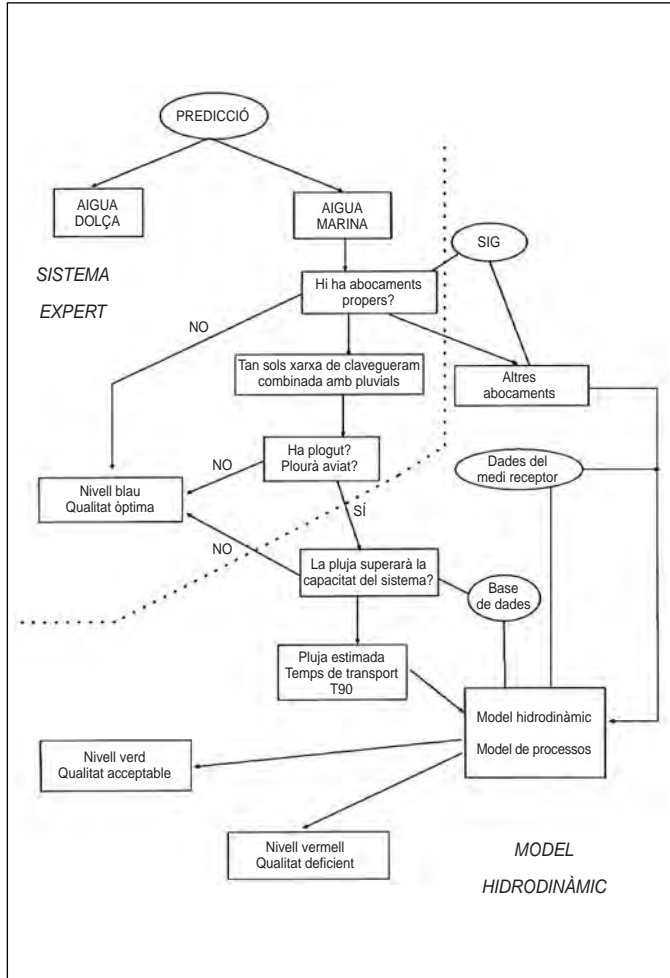 PREDICCIÓ
AIGUA
DOLÇA
AIGUA
MARINA
SIG
SISTEMA
EXPERT
Hi ha abocaments
propers?
NO
Tan sols xarxa de clavegueram
combinada amb pluvials
Altres
abocaments
Ha plogut?
Plourà aviat?
NO
Dades del
medi receptor
Nivell blau
Qualitat òptima
SÍ
NO
La pluja superarà la
capacitat del sistema?
Base
de dades
Pluja estimada
Temps de transport
T90
Model hidrodinàmic
Model de processos
Nivell verd
Qualitat acceptable
Nivell vermell
Qualitat deficient
MODEL
HIDRODINÀMIC